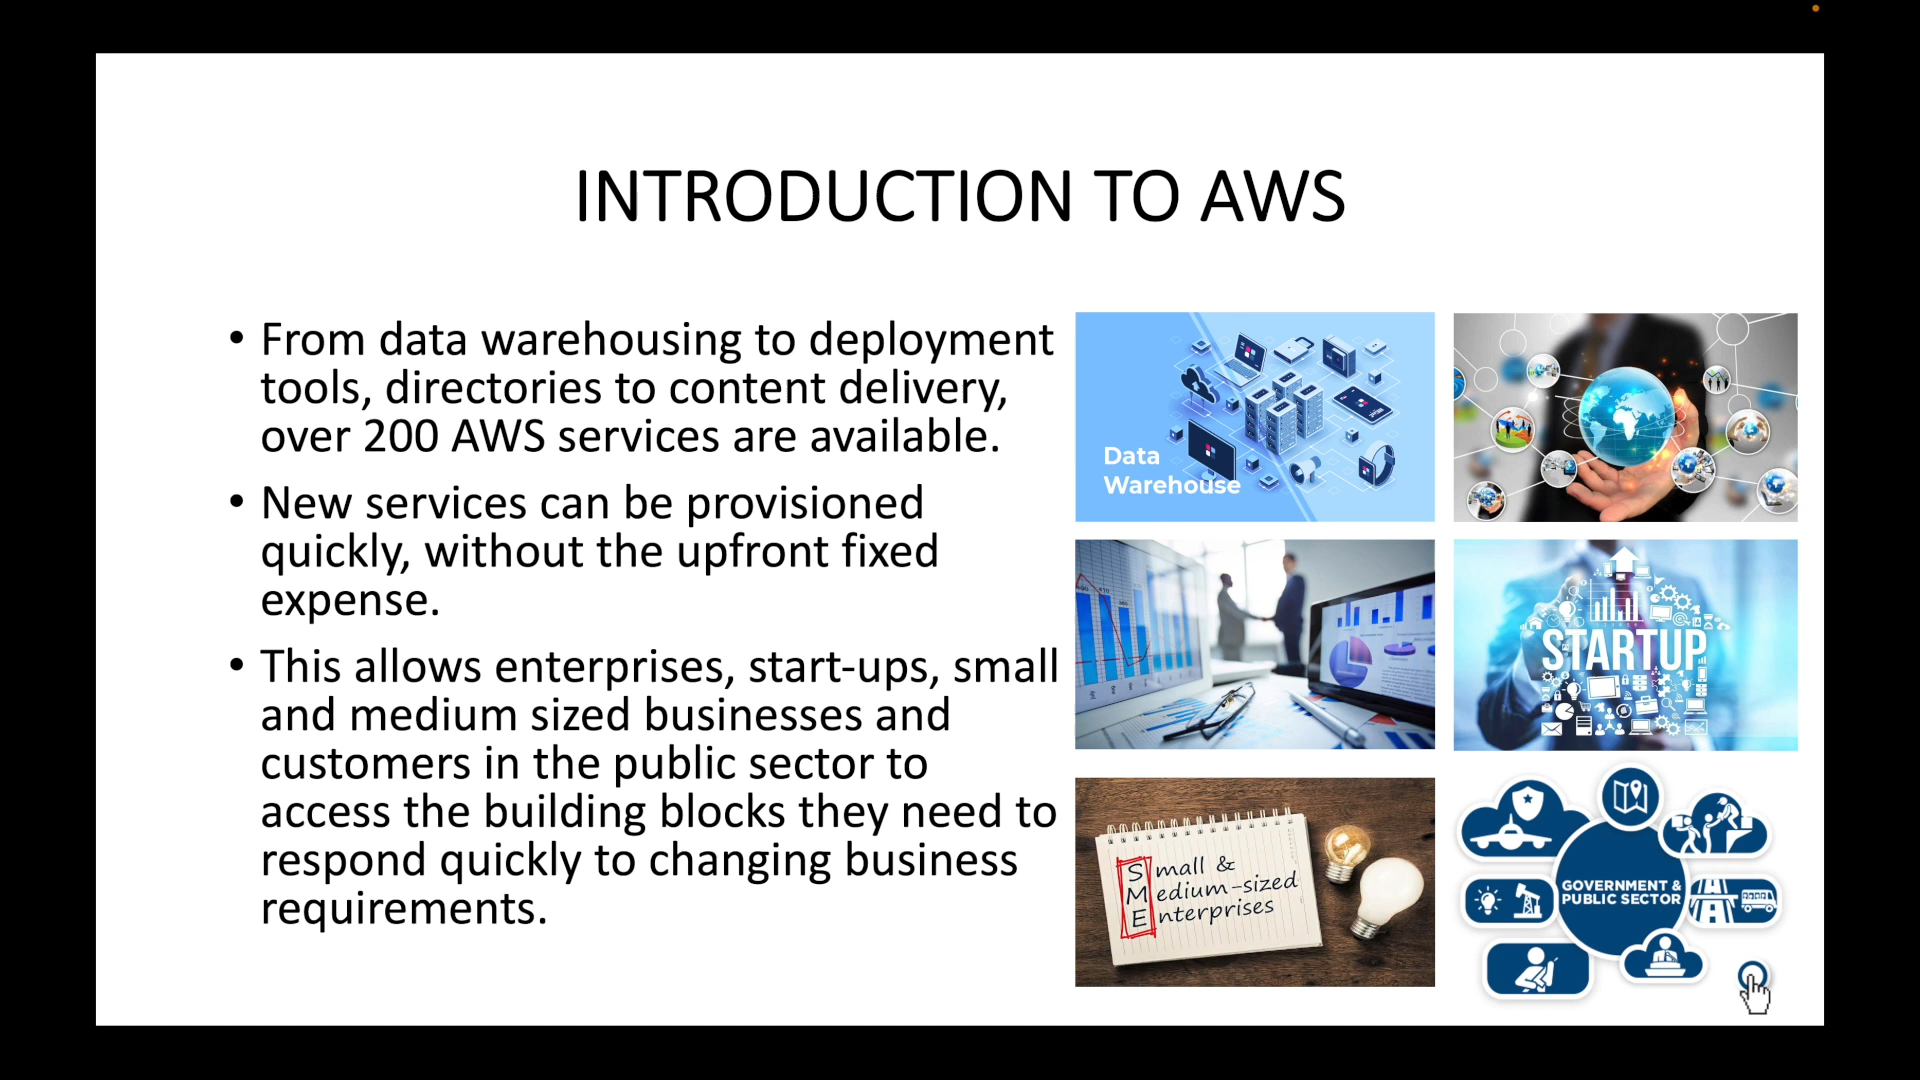 INTRODUCTION TO AWS
• From data warehousing to deployment
tools, directories to content delivery,
over 200 AWS services are available.
• New services can be provisioned
quickly, without the upfront fixed
expense.
• This allows enterprises, start-ups, small
and medium sized businesses and
customers in the public sector to
access the building blocks they need to
respond quickly to changing business
requirements.
Data
Warehouse
STARTUP
Small &
Medium-sized
Enterprises
GOVERNMENT &
PUBLIC SECTOR